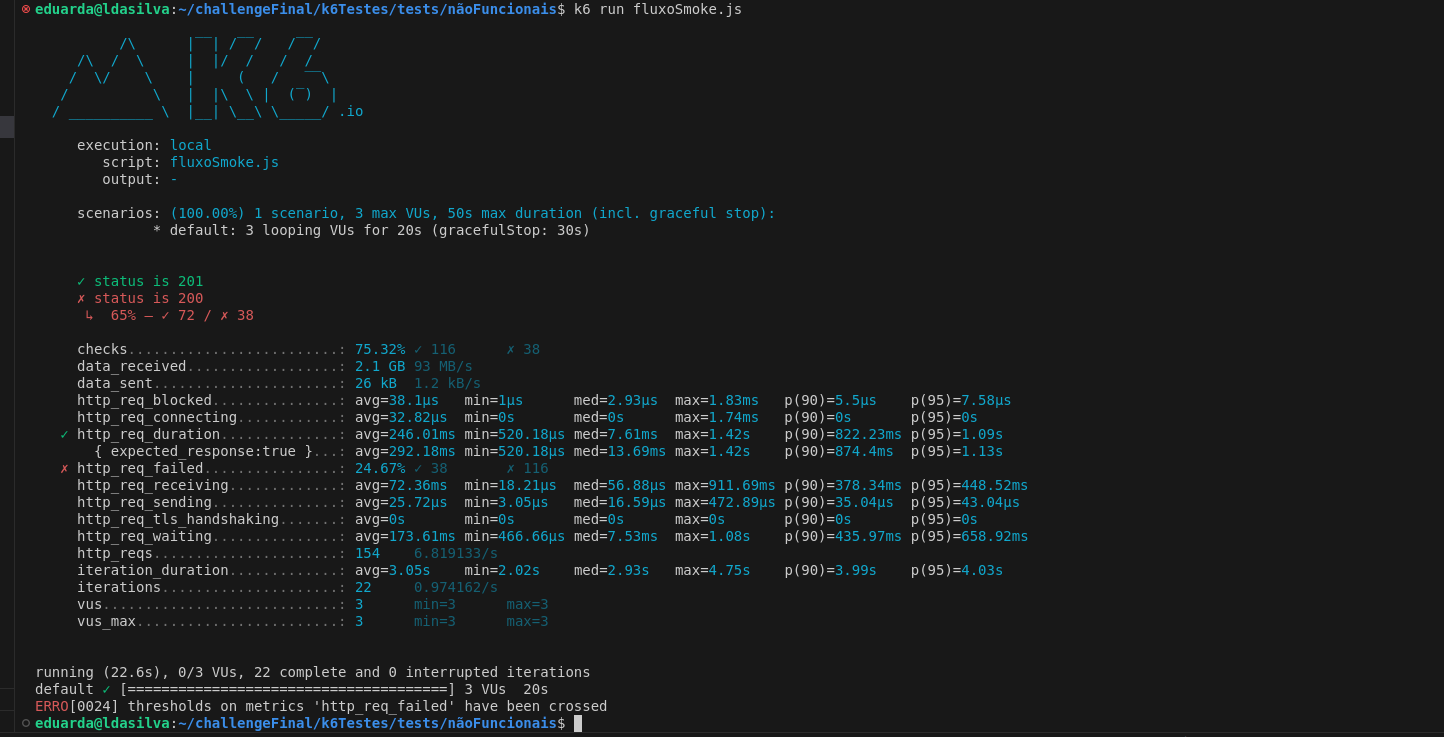 eduarda@ldasilva:~/challengeFinal/k6Testes/tests/nãoFuncionais$ k6 run fluxoSmoke.js
          /\      |‾‾| /‾‾/   /‾‾/
     /\  /  \     |  |/  /   /  /
    /  \/    \    |     (   /   ‾‾\
   /          \   |  |\  \ |  (‾)  |
  / __________ \  |__| \__\ \_____/ .io
execution: local
script: fluxoSmoke.js
output: -
scenarios: (100.00%) 1 scenario, 3 max VUs, 50s max duration (incl. graceful stop):
* default: 3 looping VUs for 20s (gracefulStop: 30s)
✓ status is 201
✗ status is 200
↳  65% — ✓ 72 / ✗ 38
checks.........................: 75.32% ✓ 116      ✗ 38
data_received..................: 2.1 GB 93 MB/s
data_sent......................: 26 kB  1.2 kB/s
http_req_blocked...............: avg=38.1µs   min=1µs      med=2.93µs  max=1.83ms   p(90)=5.5µs    p(95)=7.58µs
http_req_connecting............: avg=32.82µs  min=0s       med=0s      max=1.74ms   p(90)=0s       p(95)=0s
✓ http_req_duration..............: avg=246.01ms min=520.18µs med=7.61ms  max=1.42s    p(90)=822.23ms p(95)=1.09s
{ expected_response:true }...: avg=292.18ms min=520.18µs med=13.69ms max=1.42s    p(90)=874.4ms  p(95)=1.13s
✗ http_req_failed................: 24.67% ✓ 38       ✗ 116
http_req_receiving.............: avg=72.36ms  min=18.21µs  med=56.88µs max=911.69ms p(90)=378.34ms p(95)=448.52ms
http_req_sending...............: avg=25.72µs  min=3.05µs   med=16.59µs max=472.89µs p(90)=35.04µs  p(95)=43.04µs
http_req_tls_handshaking.......: avg=0s       min=0s       med=0s      max=0s       p(90)=0s       p(95)=0s
http_req_waiting...............: avg=173.61ms min=466.66µs med=7.53ms  max=1.08s    p(90)=435.97ms p(95)=658.92ms
http_reqs......................: 154    6.819133/s
iteration_duration.............: avg=3.05s    min=2.02s    med=2.93s   max=4.75s    p(90)=3.99s    p(95)=4.03s
iterations.....................: 22     0.974162/s
vus............................: 3      min=3      max=3
vus_max........................: 3      min=3      max=3
running (22.6s), 0/3 VUs, 22 complete and 0 interrupted iterations
default ✓ [======================================] 3 VUs  20s
ERRO[0024] thresholds on metrics 'http_req_failed' have been crossed
eduarda@ldasilva:~/challengeFinal/k6Testes/tests/nãoFuncionais$